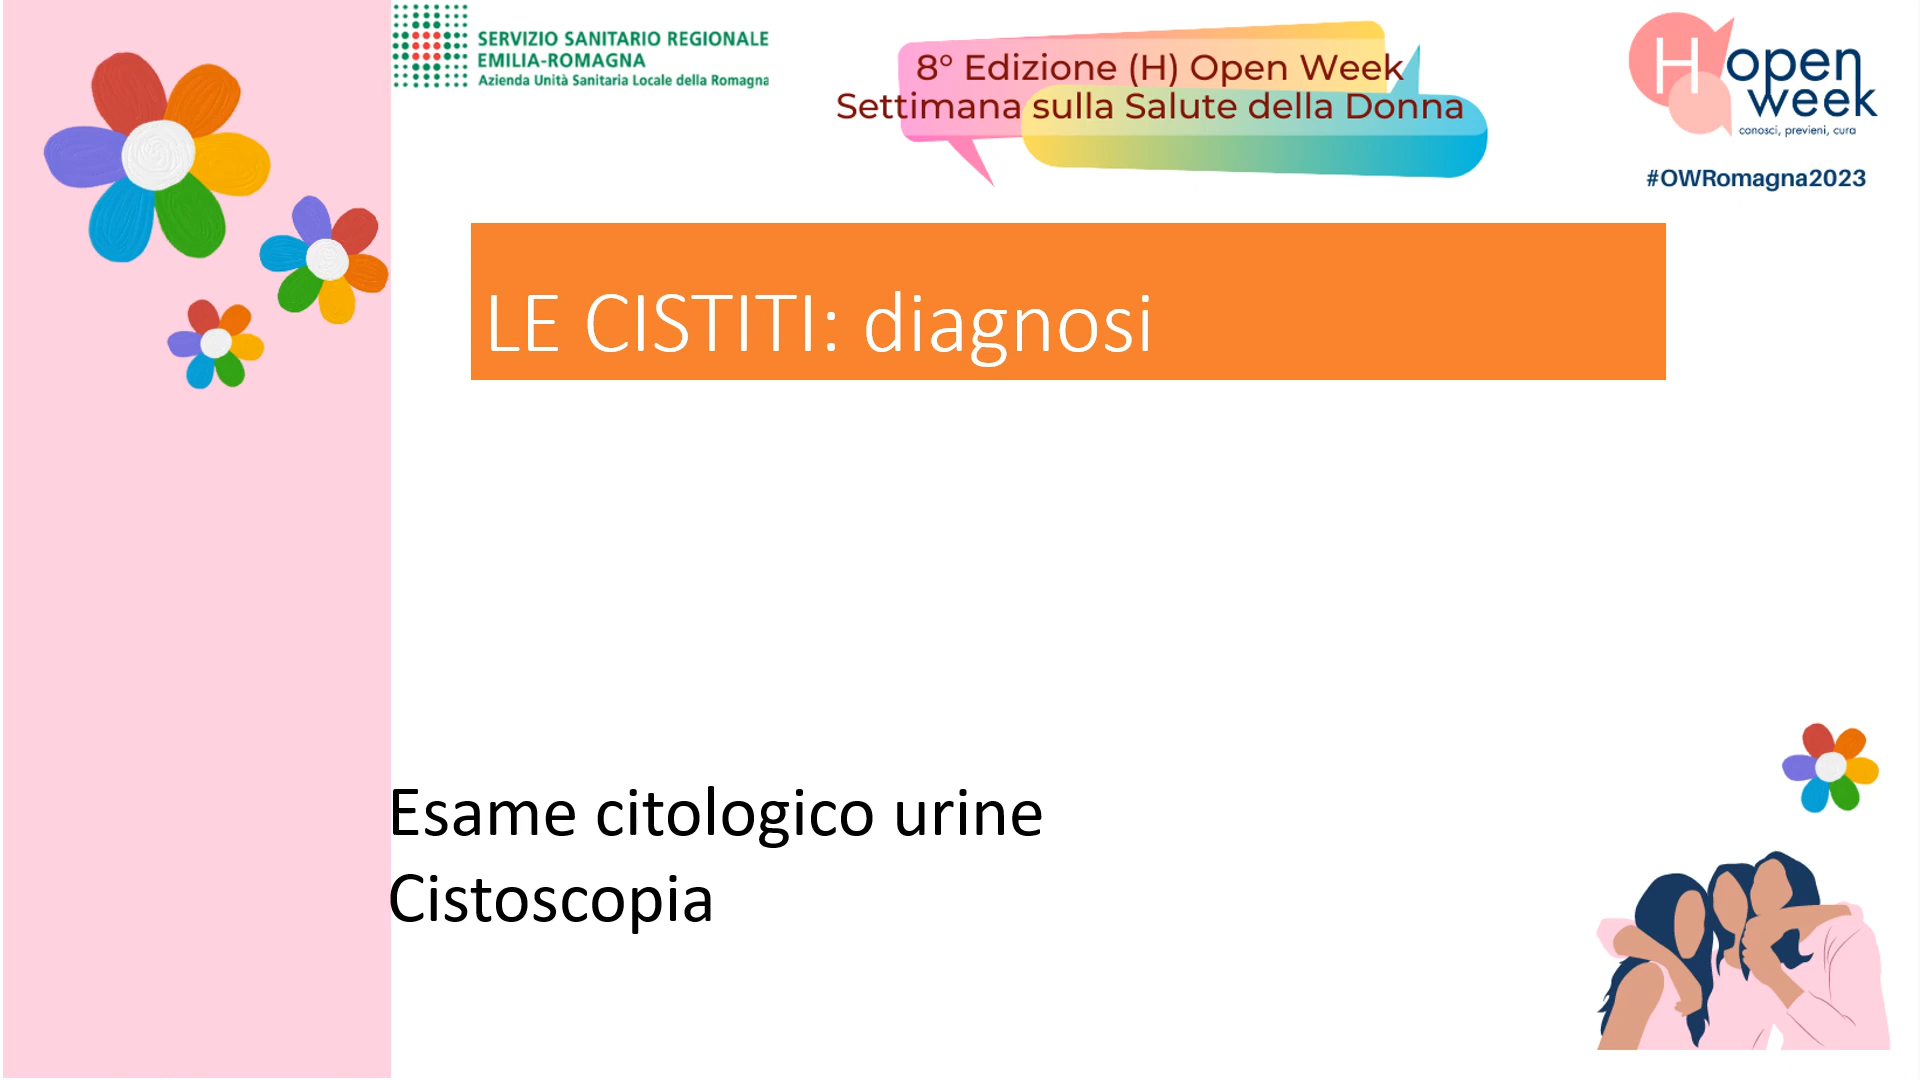 SERVIZIO SANITARIO REGIONALE
EMILIA-ROMAGNA
Azienda Unità Sanitaria Locale della Romagna
8° Edizione (H) Open Week
Settimana sulla Salute della Donna
H open
week
conosci, previeni, cura
#OWRomagna2023
LE CISTITI: diagnosi
Esame citologico urine
Cistoscopia